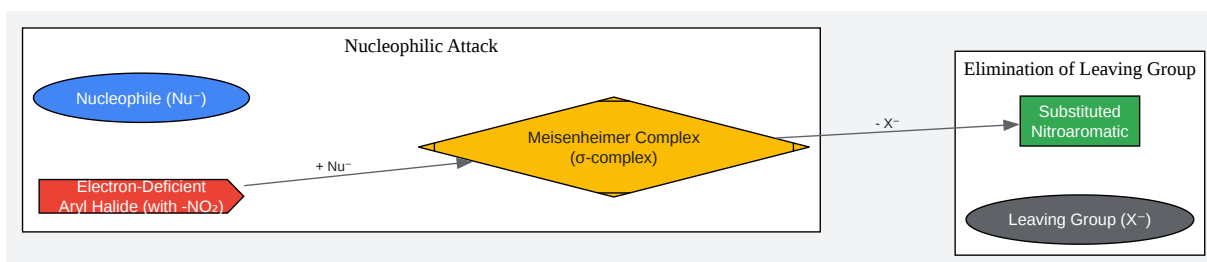 Nucleophilic Attack
Nucleophile (Nu⁻)
Electron-Deficient
Aryl Halide (with -NO₂)
+ Nu⁻
Meisenheimer Complex
(σ-complex)
- X⁻
Elimination of Leaving Group
Substituted
Nitroaromatic
Leaving Group (X⁻)